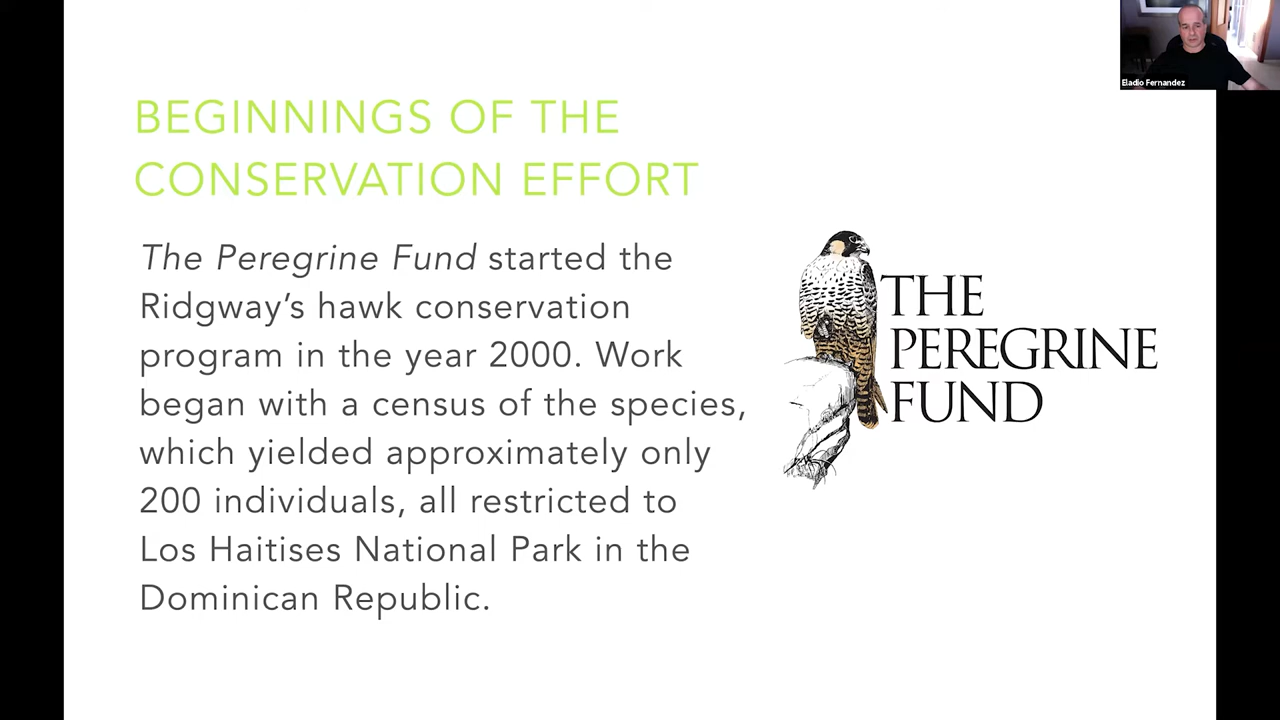 Eladio Fernandez
BEGINNINGS OF THE
CONSERVATION EFFORT
The Peregrine Fund started the
Ridgway’s hawk conservation
program in the year 2000. Work
began with a census of the species,
which yielded approximately only
200 individuals, all restricted to
Los Haitises National Park in the
Dominican Republic.
THE
PEREGRINE
FUND